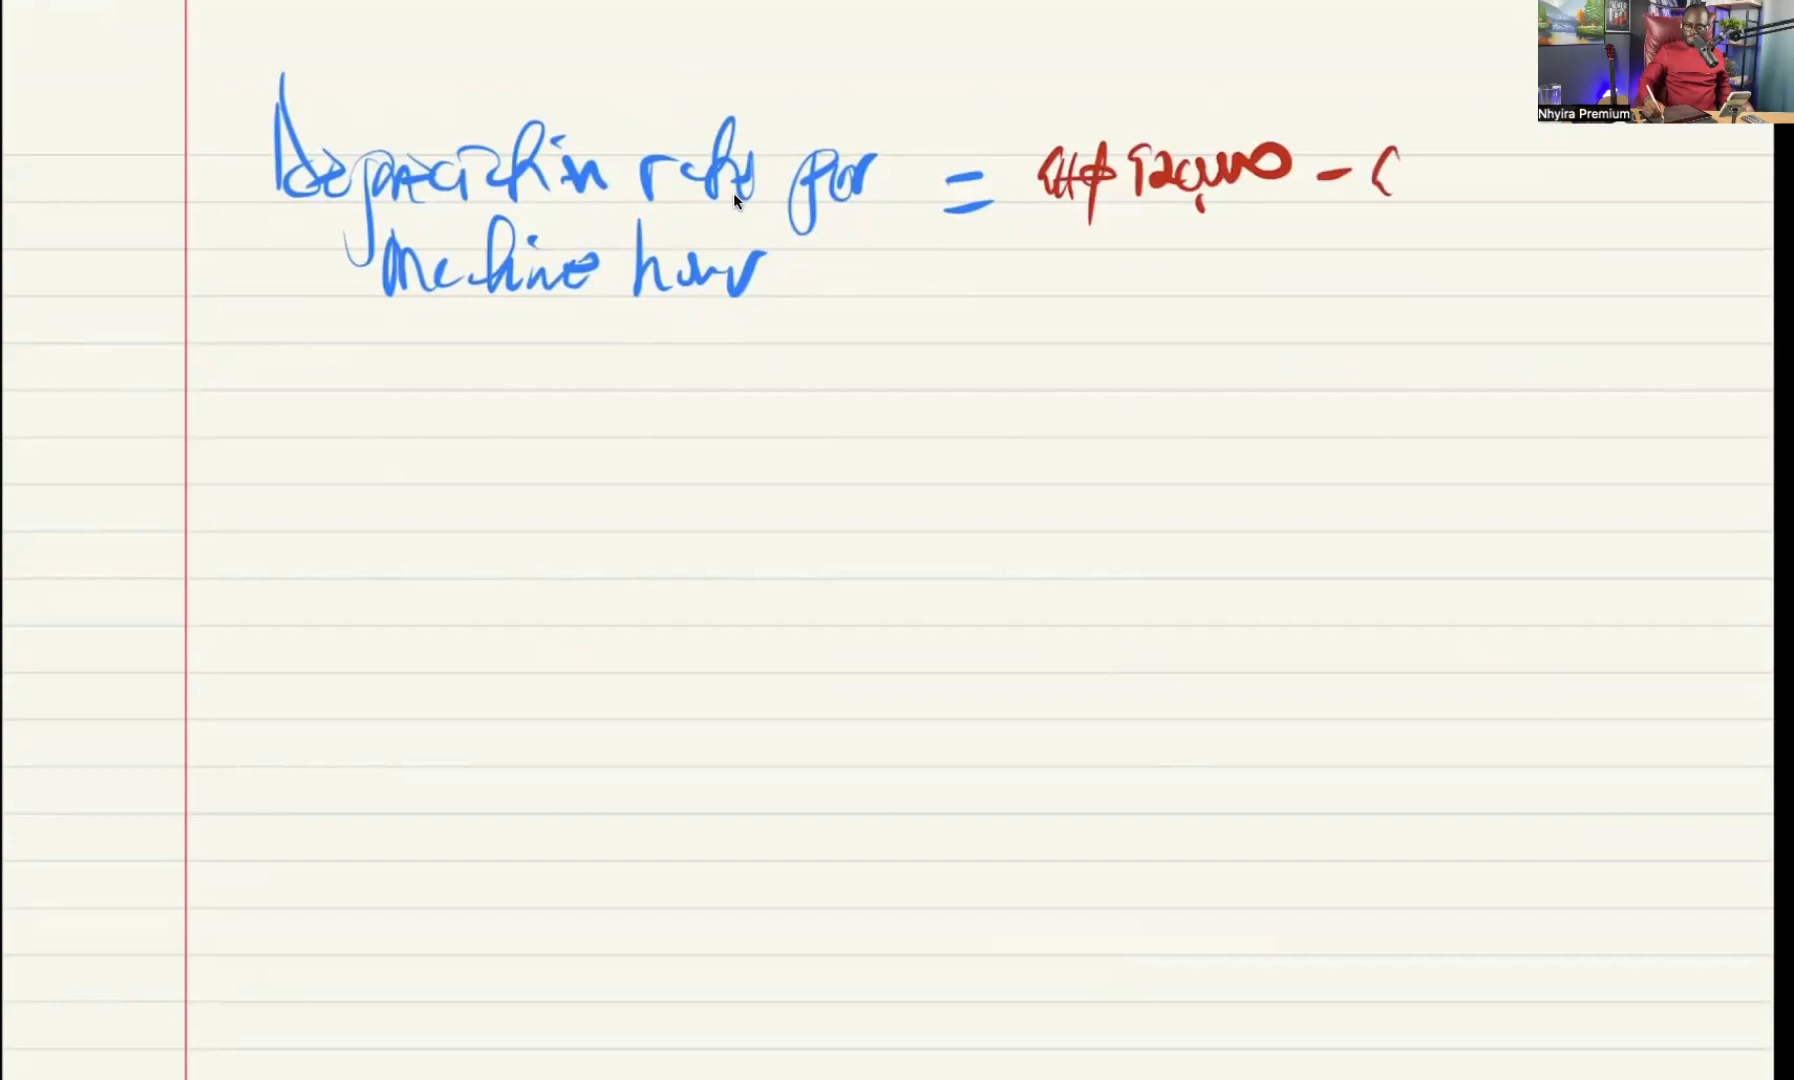 Nhyira Premium
Depreciation rate per = GH¢ 120,000 - (
machine hour